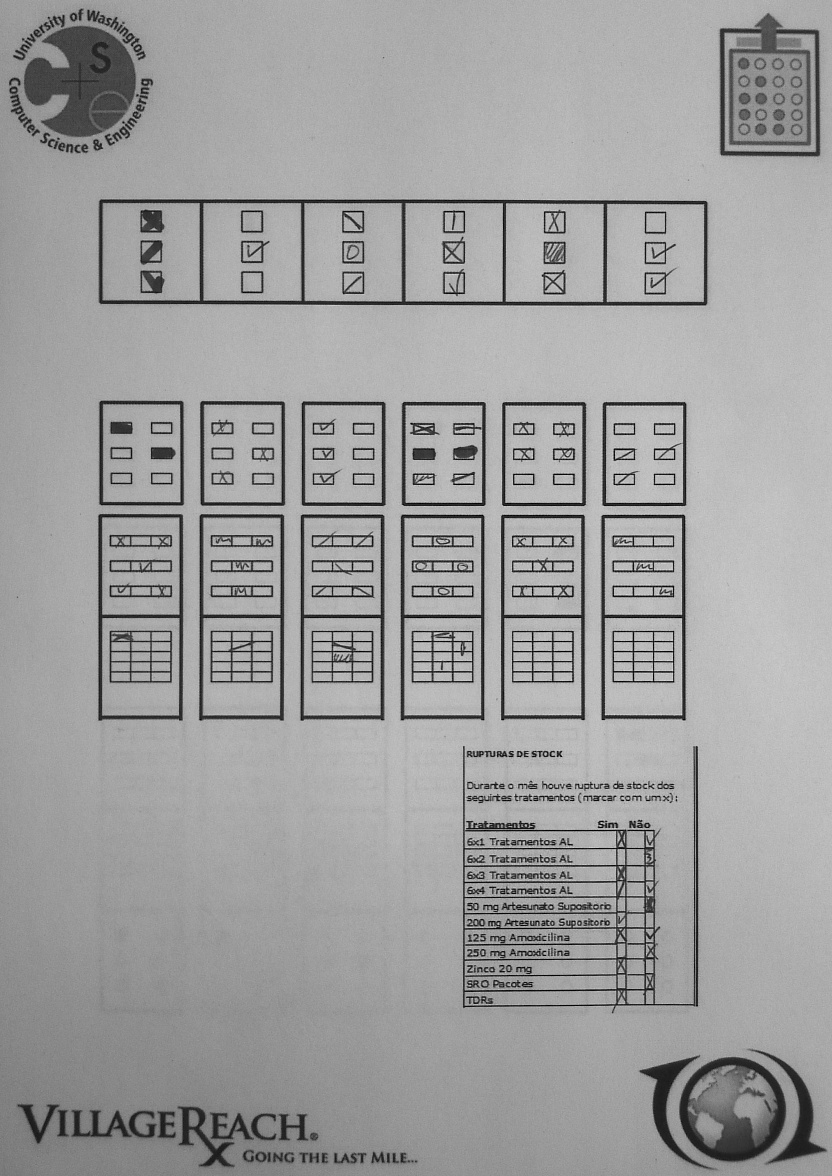 University of Washington
Computer Science & Engineering
C S e
RUPTURAS DE STOCK
Durante o mês houve ruptura de stock dos
seguintes tratamentos (marcar com um x):
Tratamentos Sim Não
6x1 Tratamentos AL
6x2 Tratamentos AL
6x3 Tratamentos AL
6x4 Tratamentos AL
50 mg Artesunato Supositorio
200 mg Artesunato Supositorio
125 mg Amoxicilina
250 mg Amoxicilina
Zinco 20 mg
SRO Pacotes
TDRs
VILLAGEREACH®
GOING THE LAST MILE...